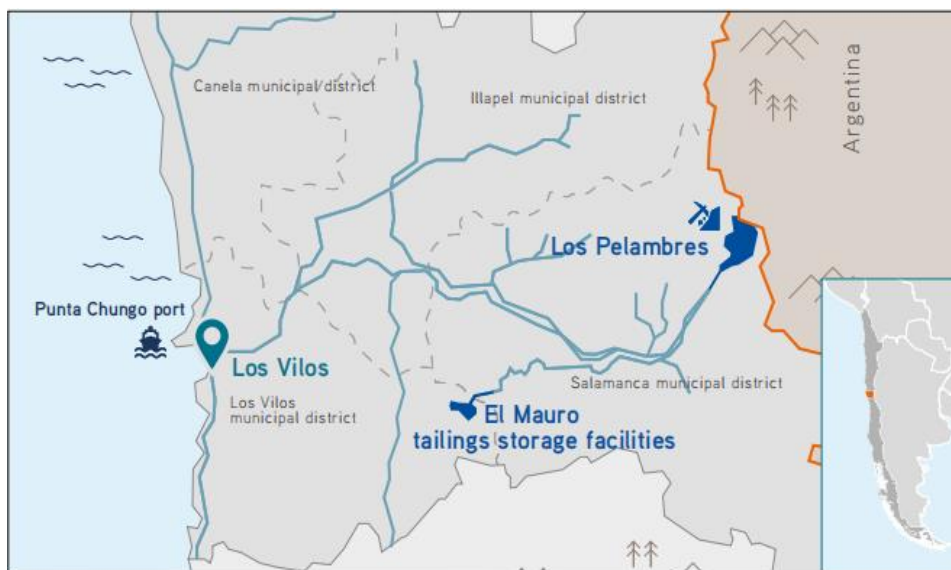 Canela municipal district
Illapel municipal district
Argentina
Los Pelambres
Punta Chungo port
Los Vilos
Los Vilos
municipal district
Salamanca municipal district
El Mauro
tailings storage facilities